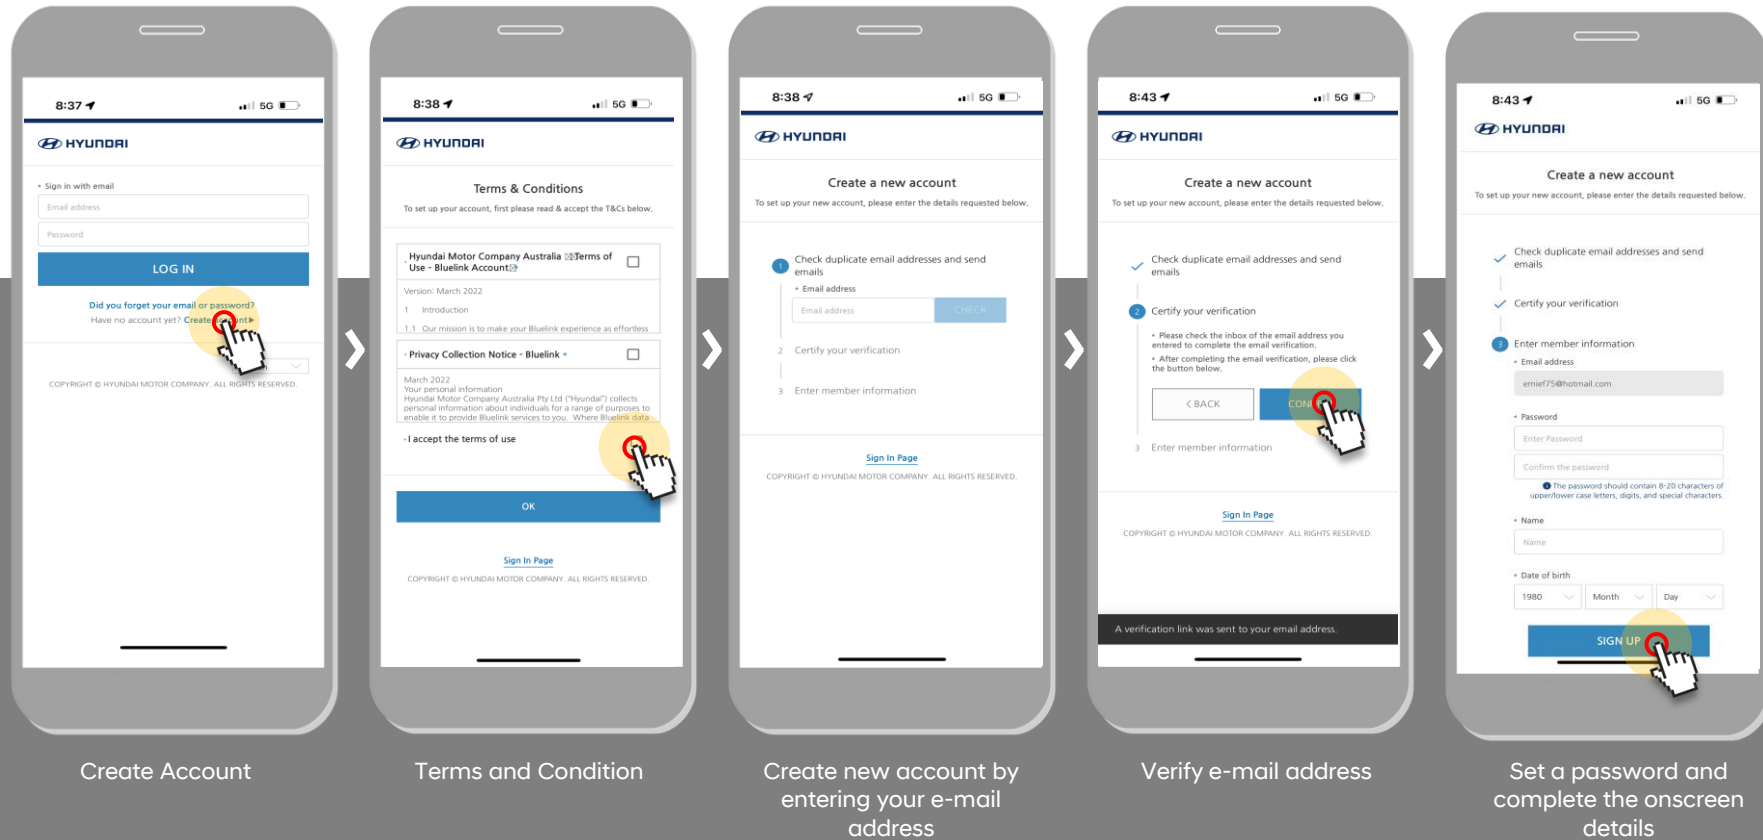 8:37
5G
HYUNDAI
Sign in with email
Email address
Password
LOG IN
Did you forget your email or password?
Have no account yet? Create account
COPYRIGHT © HYUNDAI MOTOR COMPANY. ALL RIGHTS RESERVED.
Create Account
8:38
5G
HYUNDAI
Terms & Conditions
To set up your account, first please read & accept the T&Cs below.
Hyundai Motor Company Australia Terms of
Use - Bluelink Account
Version: March 2022
1 Introduction
1.1 Our mission is to make your Bluelink experience as effortless
Privacy Collection Notice - Bluelink
March 2022
Your personal information
Hyundai Motor Company Australia Pty Ltd ("Hyundai") collects
personal information about individuals for a range of purposes to
enable it to provide Bluelink services to you. Where Bluelink data
I accept the terms of use
OK
Sign In Page
COPYRIGHT © HYUNDAI MOTOR COMPANY. ALL RIGHTS RESERVED.
Terms and Condition
8:38
5G
HYUNDAI
Create a new account
To set up your new account, please enter the details requested below.
1 Check duplicate email addresses and send
emails
Email address
Email address
CHECK
2 Certify your verification
3 Enter member information
Sign In Page
COPYRIGHT © HYUNDAI MOTOR COMPANY. ALL RIGHTS RESERVED.
Create new account by
entering your e-mail
address
8:43
5G
HYUNDAI
Create a new account
To set up your new account, please enter the details requested below.
Check duplicate email addresses and send
emails
2 Certify your verification
Please check the inbox of the email address you
entered to complete the email verification.
After completing the email verification, please click
the button below.
< BACK
3 Enter member information
Sign In Page
COPYRIGHT © HYUNDAI MOTOR COMPANY. ALL RIGHTS RESERVED.
A verification link was sent to your email address.
Verify e-mail address
8:43
5G
HYUNDAI
Create a new account
To set up your new account, please enter the details requested below.
Check duplicate email addresses and send
emails
Certify your verification
3 Enter member information
Email address
ernief75@hotmail.com
Password
Enter Password
Confirm the password
The password should contain 8-20 characters of
upper/lower case letters, digits, and special characters.
Name
Name
Date of birth
1980 Month Day
SIGN UP
Set a password and
complete the onscreen
details